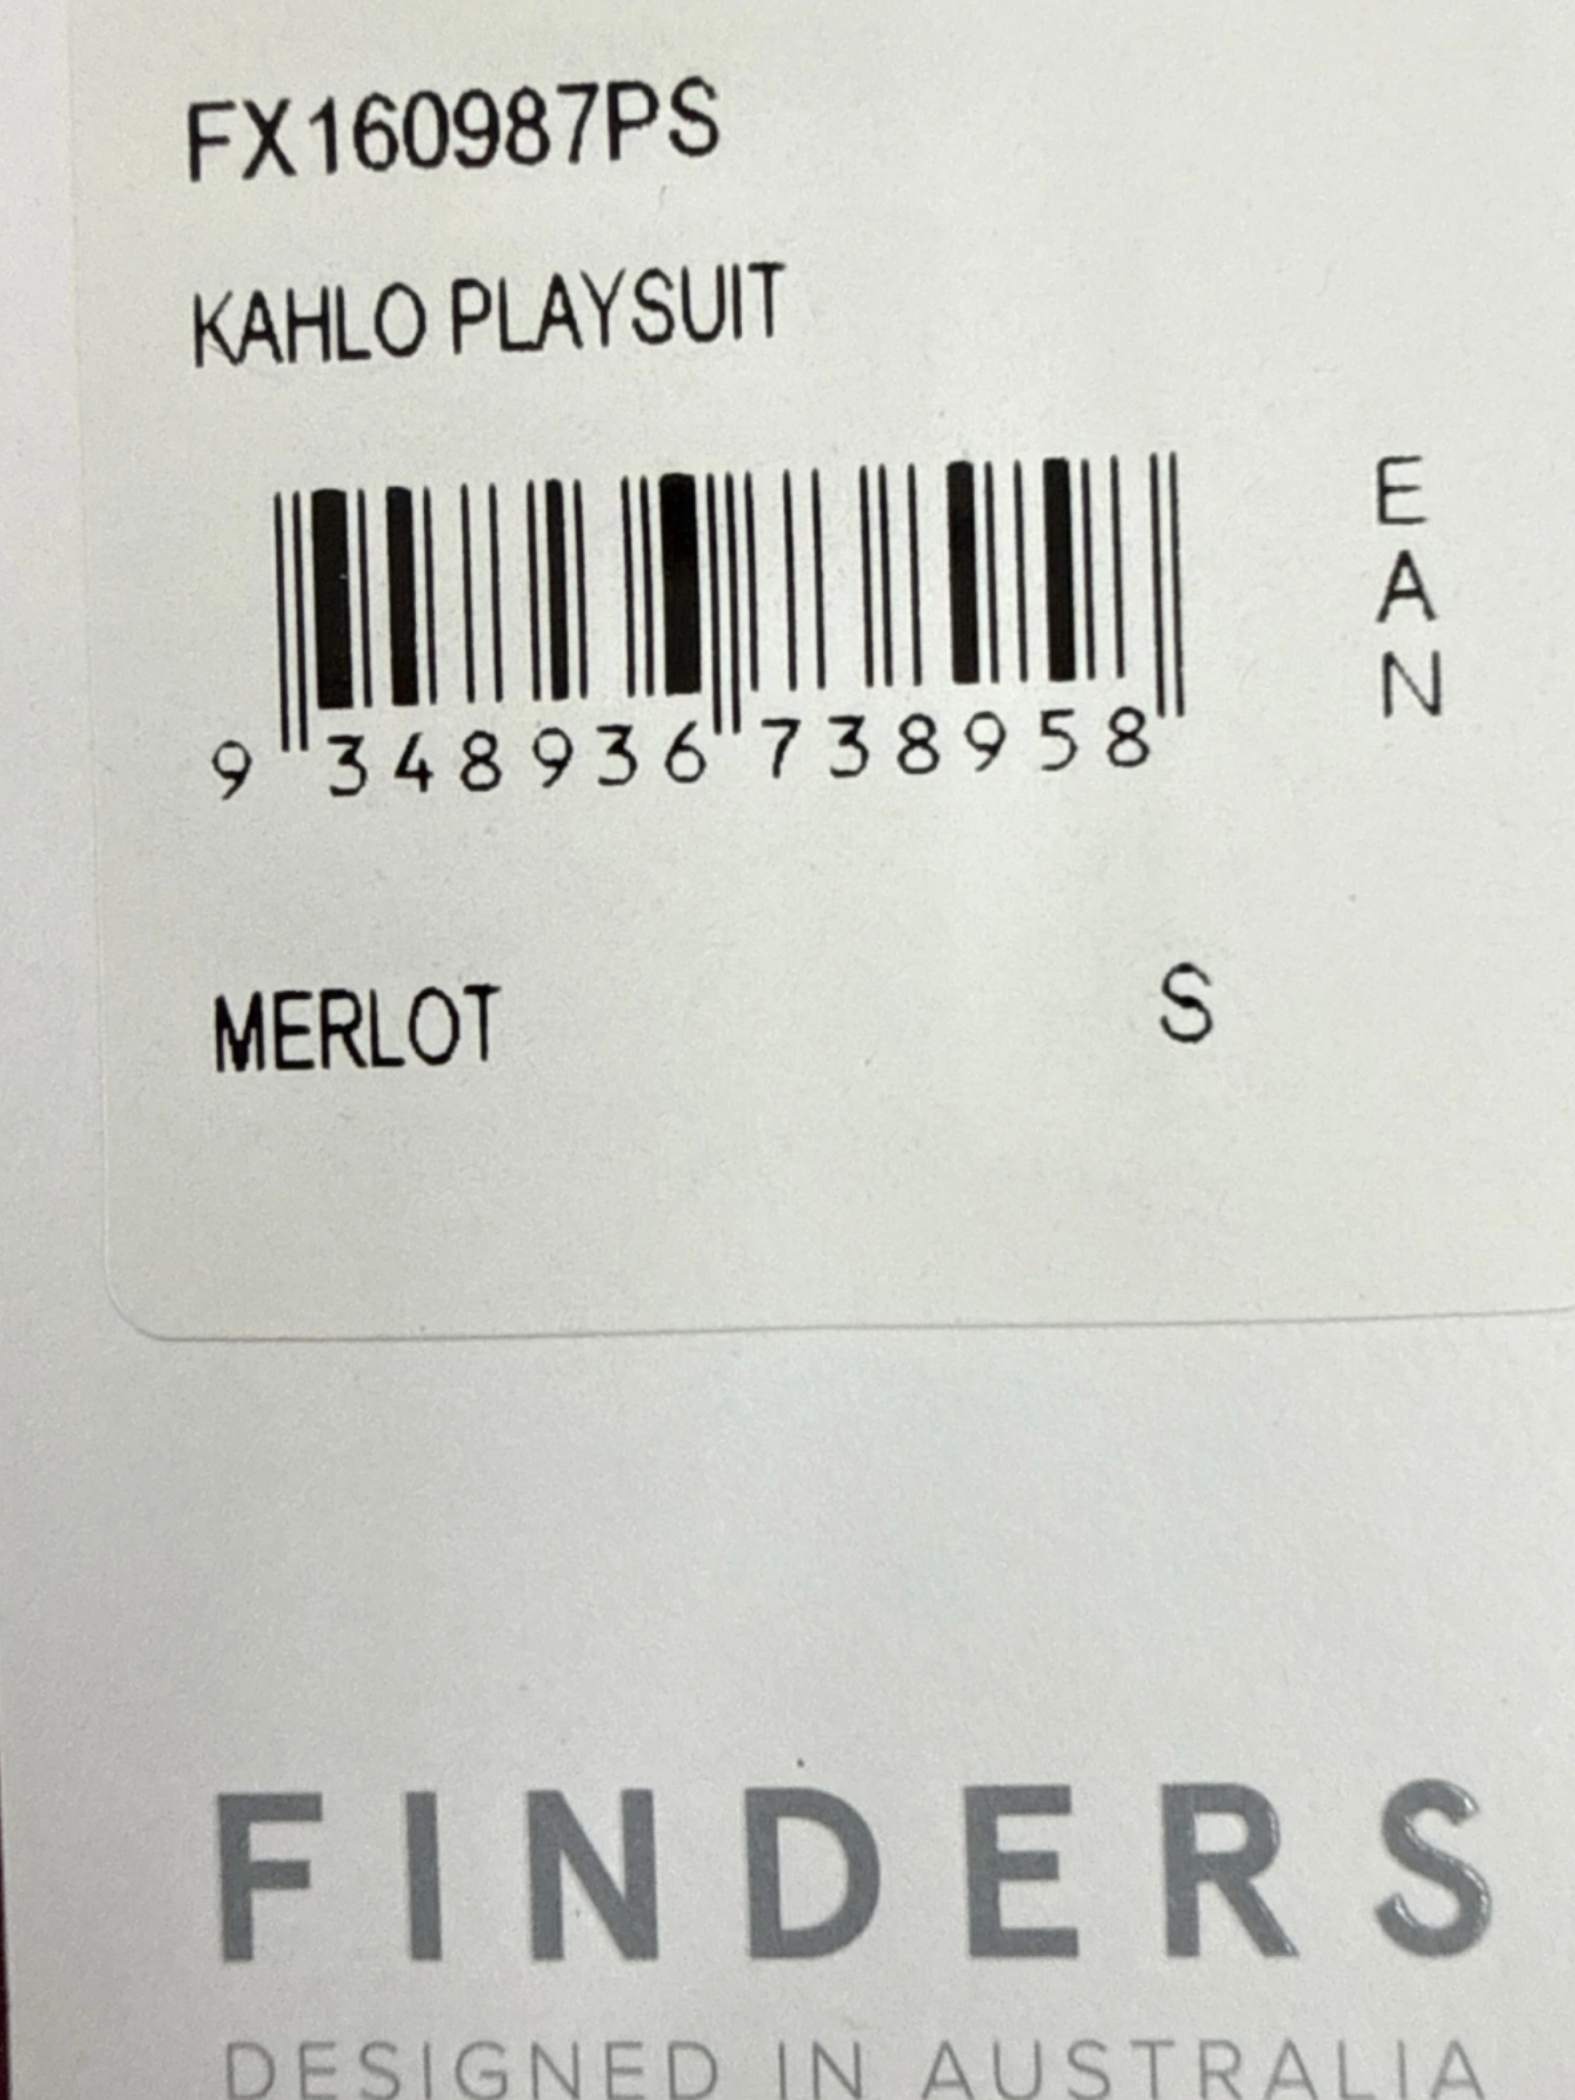 FX160987PS
KAHLO PLAYSUIT
EAN
9 348936 738958
MERLOT S
FINDERS
DESIGNED IN AUSTRALIA